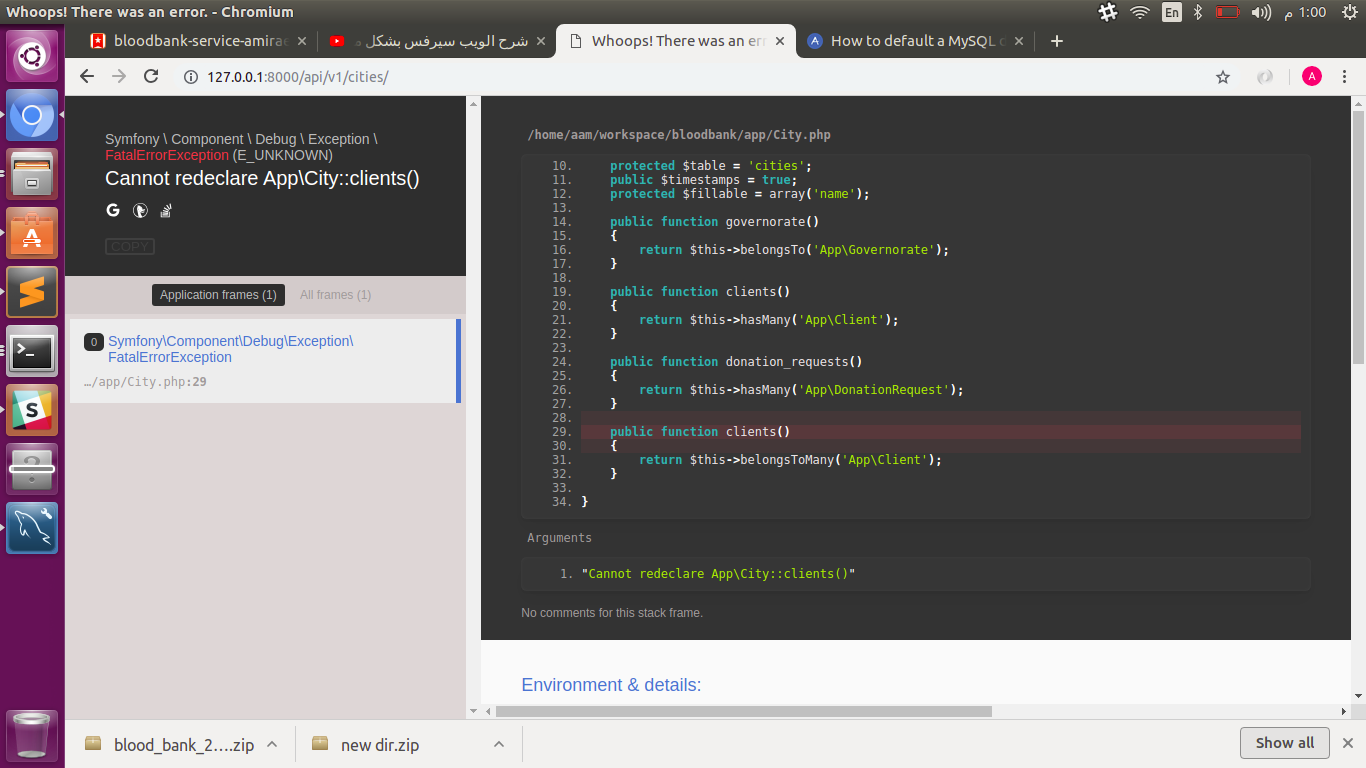 Whoops! There was an error. - Chromium
En
1:00 م
bloodbank-service-amirae
شرح الويب سيرفس بشكل م
Whoops! There was an err
How to default a MySQL d
127.0.0.1:8000/api/v1/cities/
A
Symfony \ Component \ Debug \ Exception \
FatalErrorException (E_UNKNOWN)
Cannot redeclare App\City::clients()
COPY
Application frames (1)
All frames (1)
0
Symfony\Component\Debug\Exception\
FatalErrorException
…/app/City.php:29
/home/aam/workspace/bloodbank/app/City.php
10. protected $table = 'cities';
11. public $timestamps = true;
12. protected $fillable = array('name');
13.
14. public function governorate()
15. {
16. return $this->belongsTo('App\Governorate');
17. }
18.
19. public function clients()
20. {
21. return $this->hasMany('App\Client');
22. }
23.
24. public function donation_requests()
25. {
26. return $this->hasMany('App\DonationRequest');
27. }
28.
29. public function clients()
30. {
31. return $this->belongsToMany('App\Client');
32. }
33.
34. }
Arguments
1. "Cannot redeclare App\City::clients()"
No comments for this stack frame.
Environment & details:
blood_bank_2....zip
new dir.zip
Show all